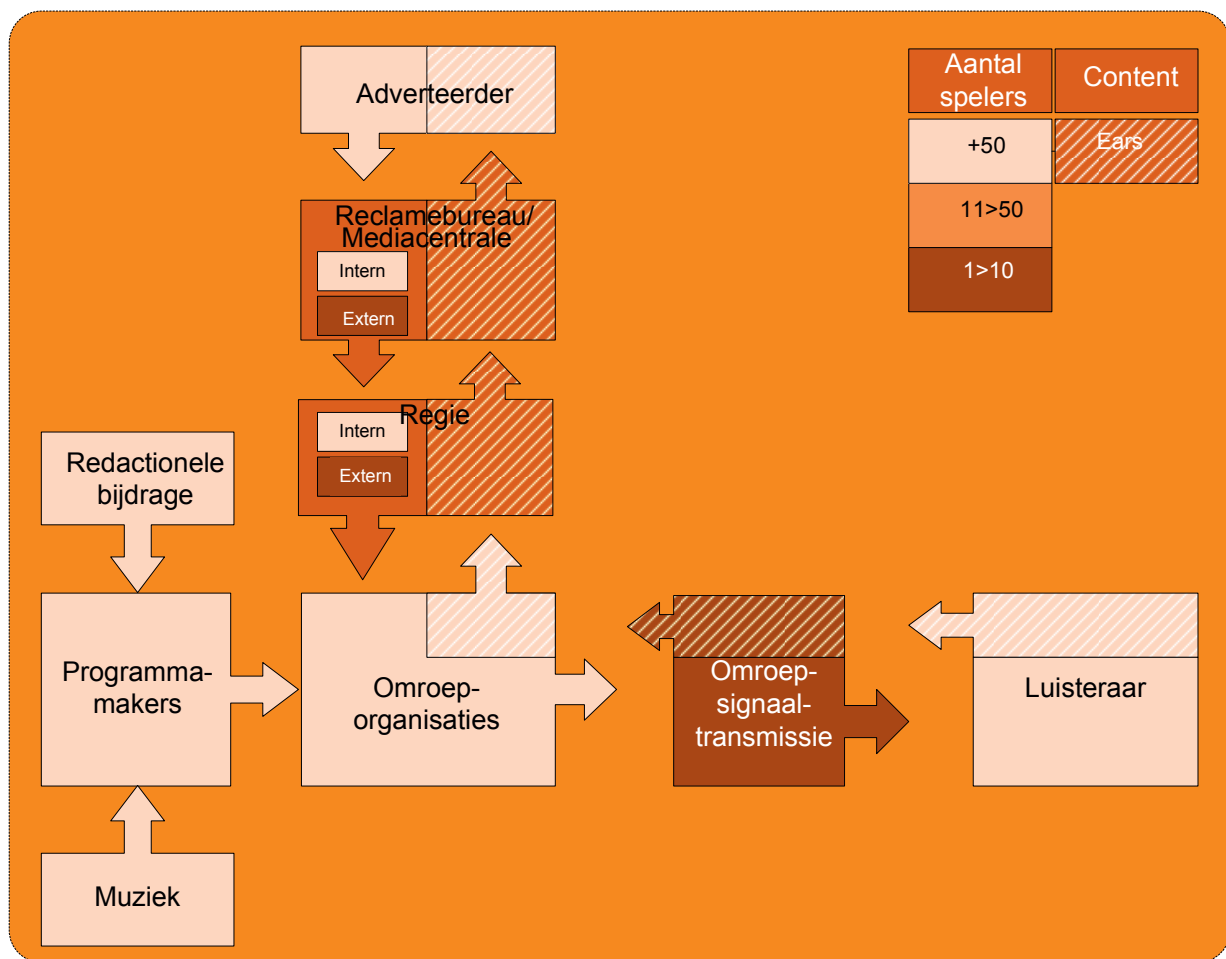 Adverteerder
Aantal
spelers
Content
+50
Ears
11>50
1>10
Reclamebureau/
Mediacentrale
Intern
Extern
Regie
Intern
Extern
Redactionele
bijdrage
Programma-
makers
Omroep-
organisaties
Omroep-
signaal-
transmissie
Luisteraar
Muziek